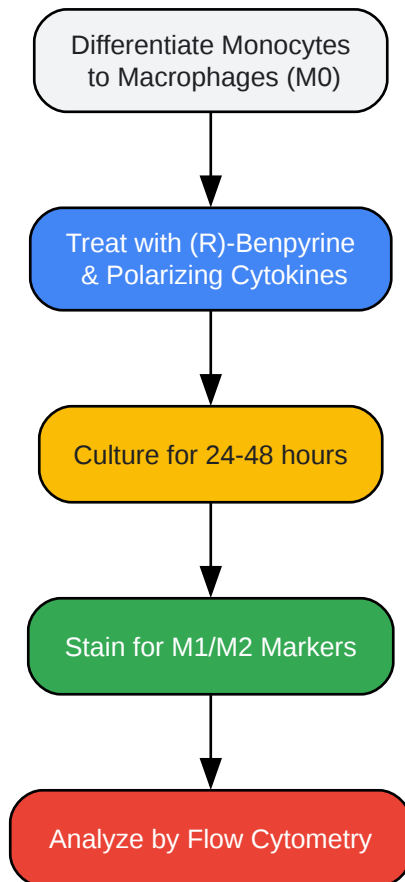 Differentiate Monocytes
to Macrophages (M0)
Treat with (R)-Benpyrine
& Polarizing Cytokines
Culture for 24-48 hours
Stain for M1/M2 Markers
Analyze by Flow Cytometry